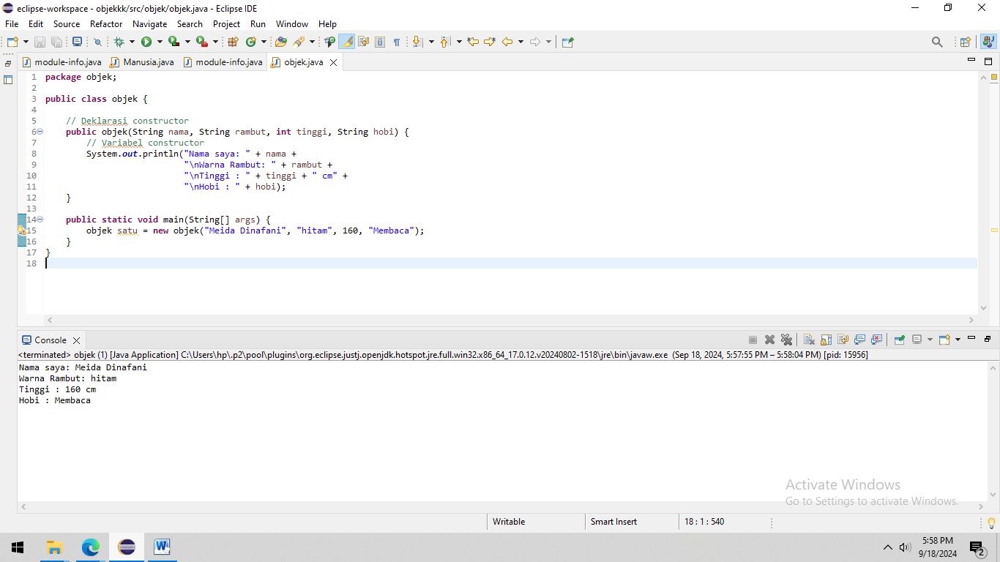 eclipse-workspace - objekkk/src/objek/objek.java - Eclipse IDE
File Edit Source Refactor Navigate Search Project Run Window Help
module-info.java Manusia.java module-info.java objek.java
1 package objek;
2
3 public class objek {
4
5     // Deklarasi constructor
6     public objek(String nama, String rambut, int tinggi, String hobi) {
7         // Variabel constructor
8         System.out.println("Nama saya: " + nama +
9                            "\nWarna Rambut: " + rambut +
10                            "\nTinggi : " + tinggi + " cm" +
11                            "\nHobi : " + hobi);
12     }
13
14     public static void main(String[] args) {
15         objek satu = new objek("Meida Dinafani", "hitam", 160, "Membaca");
16     }
17 }
18
Console
<terminated> objek (1) [Java Application] C:\Users\hp\.p2\pool\plugins\org.eclipse.justj.openjdk.hotspot.jre.full.win32.x86_64_17.0.12.v20240802-1518\jre\bin\javaw.exe (Sep 18, 2024, 5:57:55 PM – 5:58:04 PM) [pid: 15956]
Nama saya: Meida Dinafani
Warna Rambut: hitam
Tinggi : 160 cm
Hobi : Membaca
Activate Windows
Go to Settings to activate Windows.
Writable Smart Insert 18 : 1 : 540
5:58 PM
9/18/2024
2